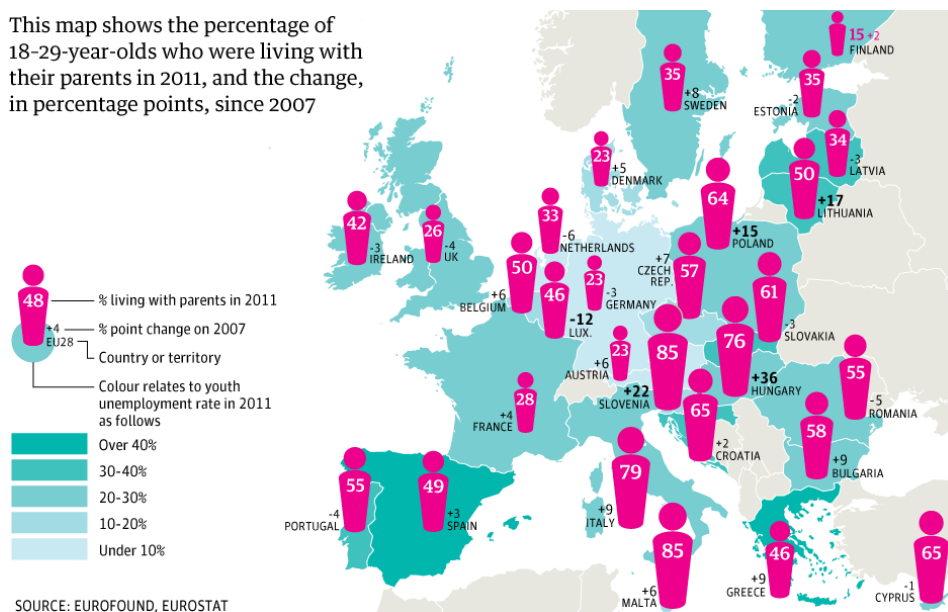 This map shows the percentage of
18-29-year-olds who were living with
their parents in 2011, and the change,
in percentage points, since 2007
15 +2
FINLAND
35
+8
SWEDEN
35
-2
ESTONIA
34
-3
LATVIA
23
+5
DENMARK
50
+17
LITHUANIA
64
+15
POLAND
42
-3
IRELAND
26
-4
UK
33
-6
NETHERLANDS
50
+6
BELGIUM
46
-12
LUX.
23
-3
GERMANY
+7
CZECH
REP.
57
61
-3
SLOVAKIA
48
% living with parents in 2011
+4
% point change on 2007
EU28
Country or territory
23
+6
AUSTRIA
85
+22
SLOVENIA
76
+36
HUNGARY
55
-5
ROMANIA
Colour relates to youth
unemployment rate in 2011
as follows
Over 40%
30-40%
20-30%
10-20%
Under 10%
28
+4
FRANCE
65
+2
CROATIA
58
+9
BULGARIA
55
-4
PORTUGAL
49
+3
SPAIN
79
+9
ITALY
85
+6
MALTA
46
+9
GREECE
65
-1
CYPRUS
SOURCE: EUROFOUND, EUROSTAT